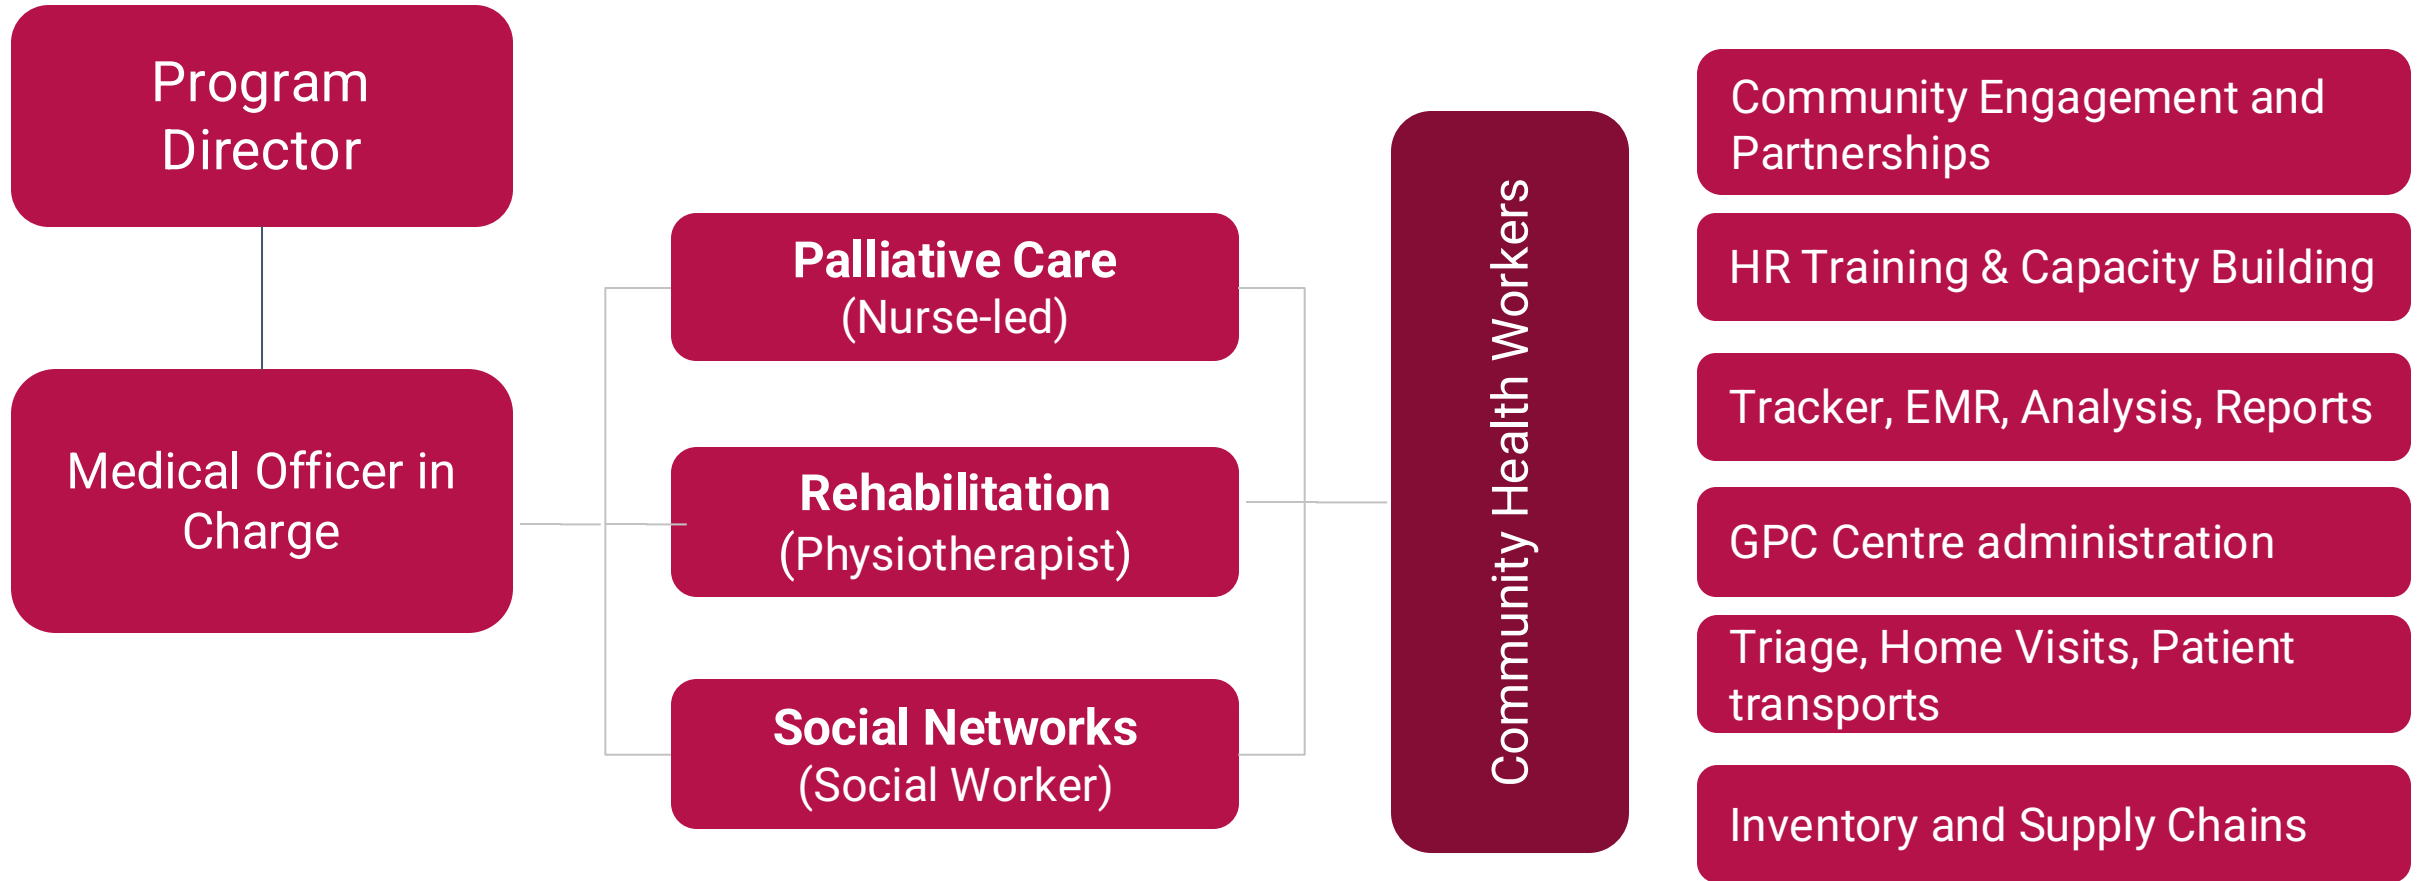 Program
Director
Medical Officer in
Charge
Palliative Care
(Nurse-led)
Rehabilitation
(Physiotherapist)
Social Networks
(Social Worker)
Community Health Workers
Community Engagement and
Partnerships
HR Training & Capacity Building
Tracker, EMR, Analysis, Reports
GPC Centre administration
Triage, Home Visits, Patient
transports
Inventory and Supply Chains